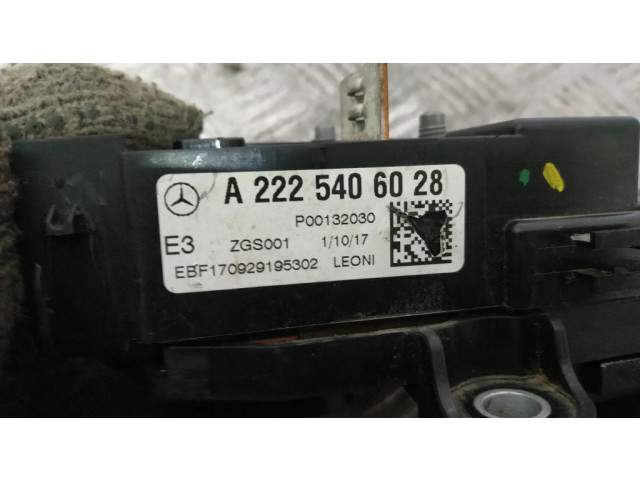 A 222 540 60 28
P00132030
E3 ZGS001 1/10/17
EBF170929195302 LEONI